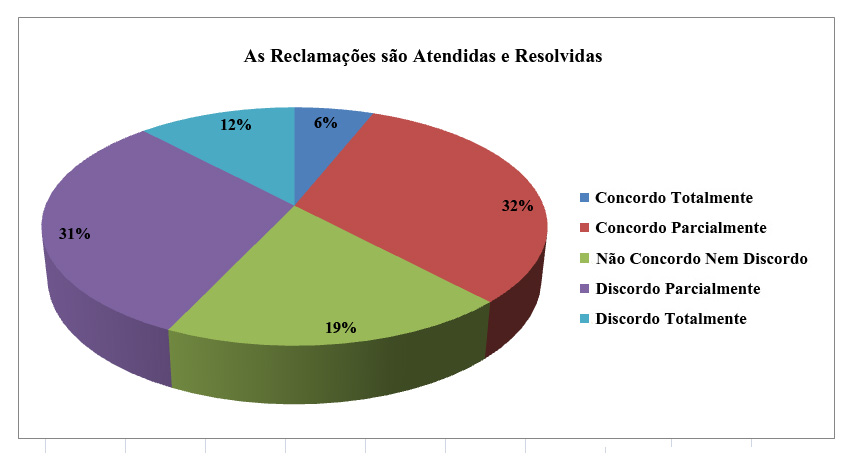 As Reclamações são Atendidas e Resolvidas
12%
6%
32%
31%
19%
Concordo Totalmente
Concordo Parcialmente
Não Concordo Nem Discordo
Discordo Parcialmente
Discordo Totalmente